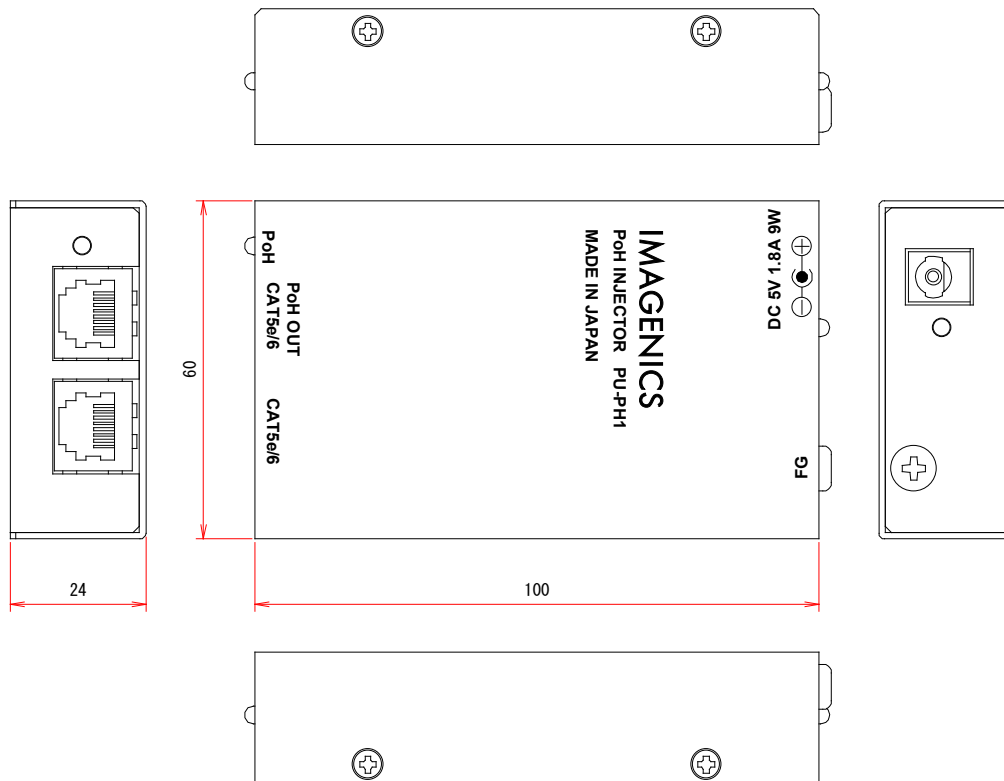 DC 5V 1.8A 9W
FG
IMAGENICS
PoH INJECTOR PU-PH1
MADE IN JAPAN
PoH OUT
CAT5e/6
CAT5e/6
PoH
60
24
100